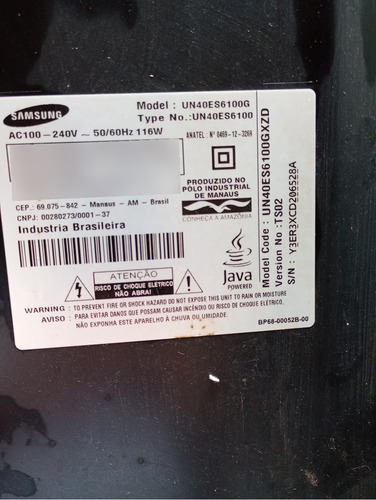 SAMSUNG
Model : UN40ES6100G
Type No.:UN40ES6100
AC100-240V ~ 50/60Hz 116W
ANATEL : Nº 0469-12-3269
PRODUZIDO NO
PÓLO INDUSTRIAL
DE MANAUS
CONHEÇA A AMAZÔNIA
CEP.: 69.075-842 - Manaus - AM - Brasil
CNPJ: 00280273/0001-37
Industria Brasileira
ATENÇÃO
RISCO DE CHOQUE ELÉTRICO
NÃO ABRA!
Java
POWERED
WARNING : TO PREVENT FIRE OR SHOCK HAZARD DO NOT EXPOSE THIS UNIT TO RAIN OR MOISTURE
AVISO : PARA EVITAR DANOS QUE POSSAM CAUSAR INCÊNDIO OU RISCO DE CHOQUE ELÉTRICO,
NÃO EXPONHA ESTE APARELHO À CHUVA OU UMIDADE.
BP68-00052B-00
Model Code : UN40ES6100GXZD
Version No :TS02
S/N : Y3ER3XCD206528A